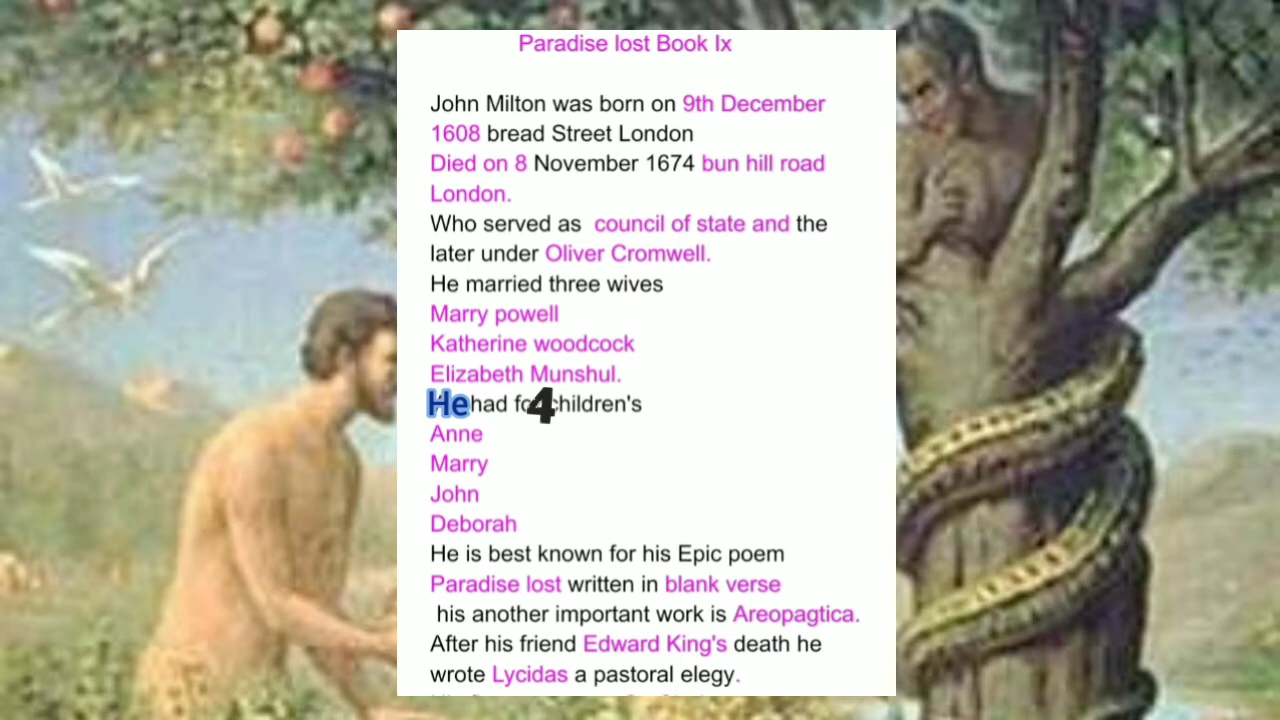 Paradise lost Book Ix
John Milton was born on 9th December
1608 bread Street London
Died on 8 November 1674 bun hill road
London.
Who served as council of state and the
later under Oliver Cromwell.
He married three wives
Marry powell
Katherine woodcock
Elizabeth Munshul.
He had 4 children's
Anne
Marry
John
Deborah
He is best known for his Epic poem
Paradise lost written in blank verse
his another important work is Areopagtica.
After his friend Edward King's death he
wrote Lycidas a pastoral elegy.